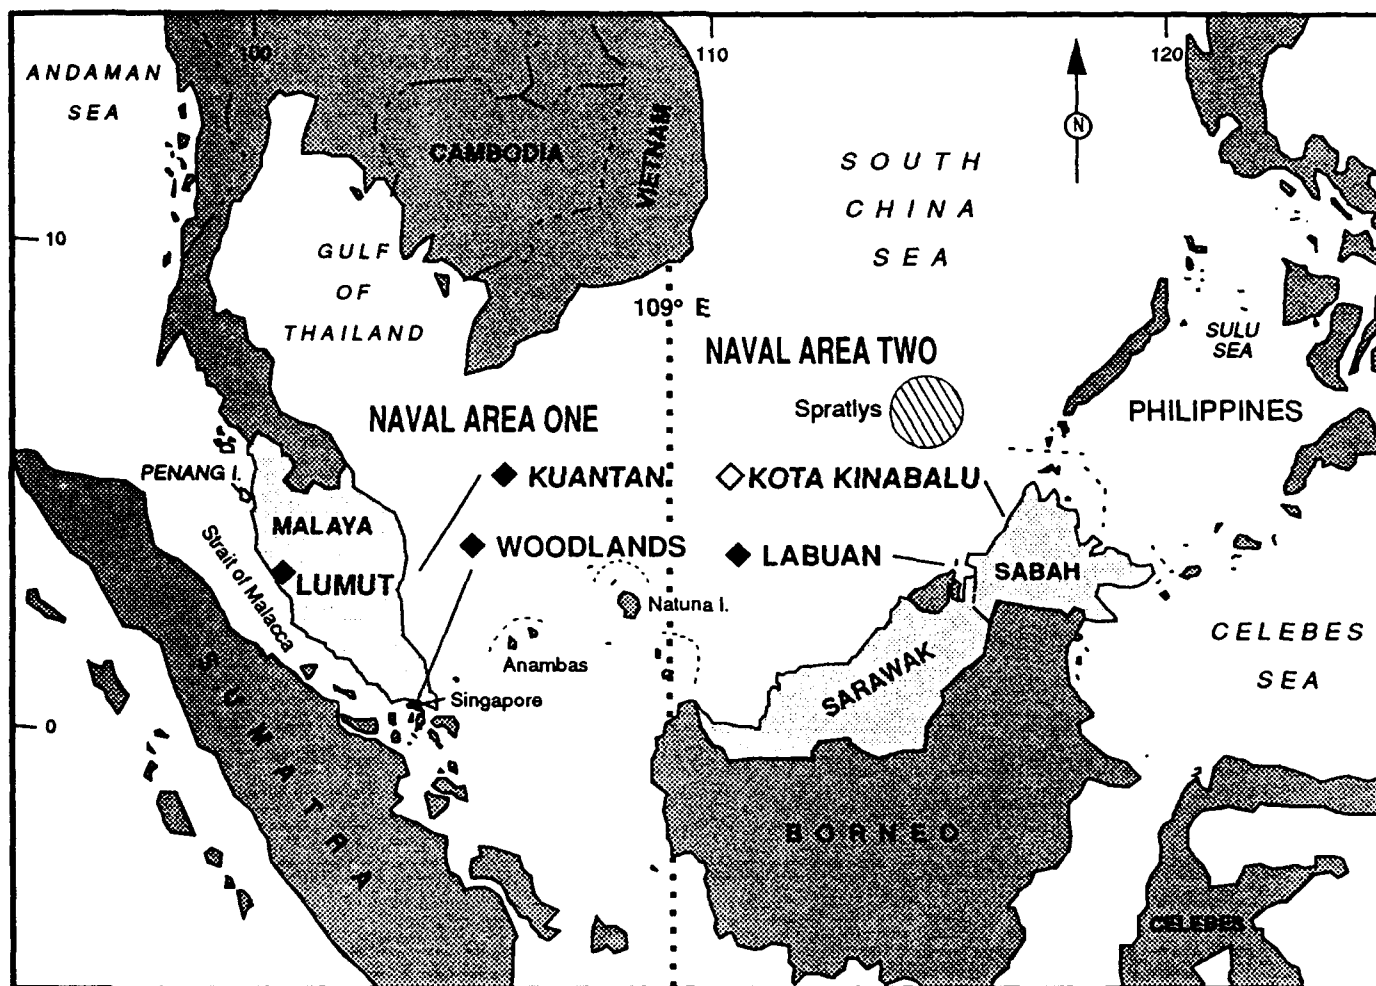 100
110
120
ANDAMAN
SEA
N
CAMBODIA
VIETNAM
SOUTH
CHINA
SEA
10
GULF
OF
THAILAND
109° E
SULU
SEA
NAVAL AREA TWO
Spratlys
PHILIPPINES
NAVAL AREA ONE
PENANG I.
KUANTAN
KOTA KINABALU
MALAYA
WOODLANDS
LABUAN
Strait of Malacca
LUMUT
SABAH
Natuna I.
CELEBES
SEA
Anambas
SARAWAK
Singapore
SUMATRA
0
BORNEO
CELEBES